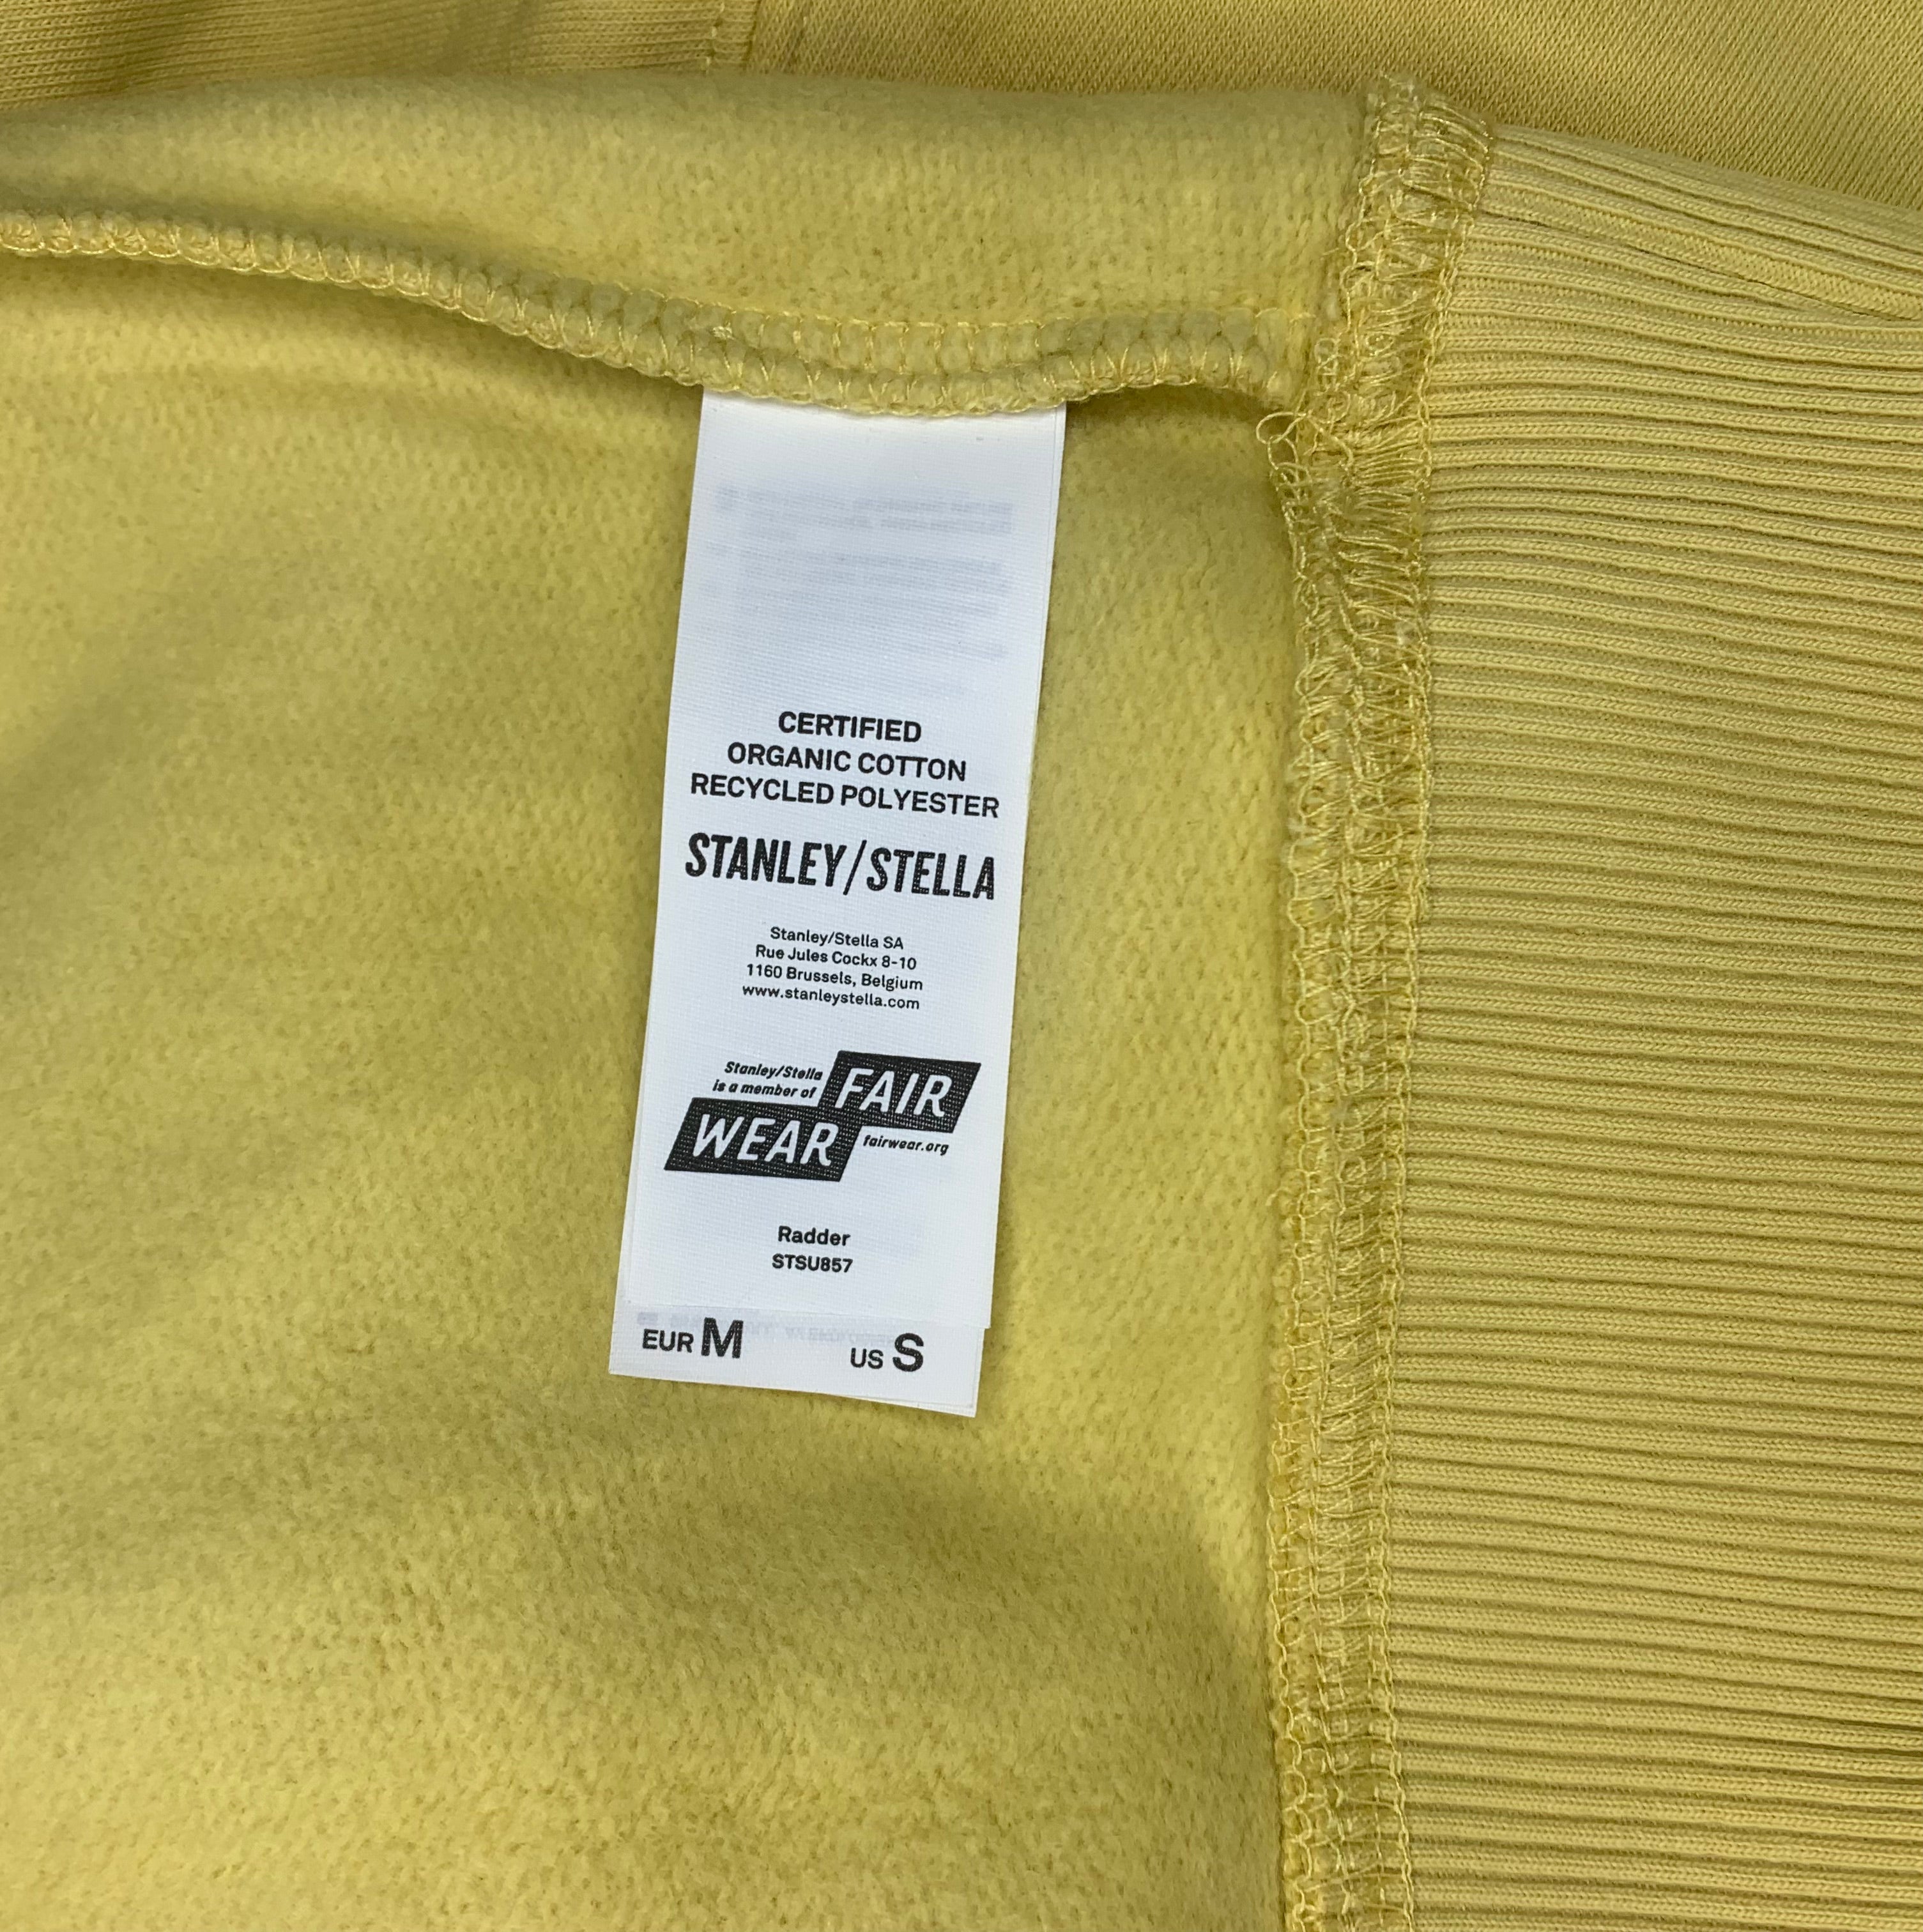 CERTIFIED
ORGANIC COTTON
RECYCLED POLYESTER
STANLEY/STELLA
Stanley/Stella SA
Rue Jules Cockx 8-10
1160 Brussels, Belgium
www.stanleystella.com
Stanley/Stella
is a member of
FAIR
WEAR
fairwear.org
Radder
STSU857
EUR M US S